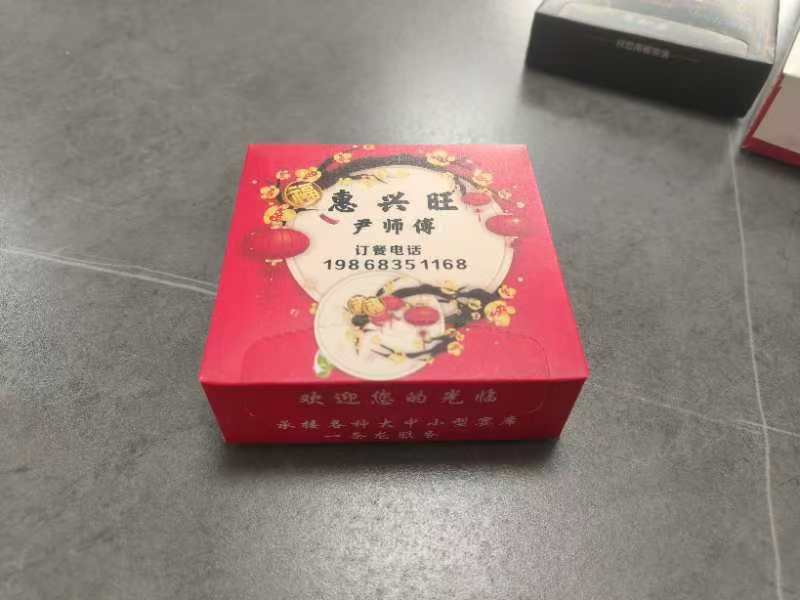 福
惠兴旺
尹师傅
订餐电话
19868351168
欢迎您的光临
承接各种大中小型宴席
一条龙服务